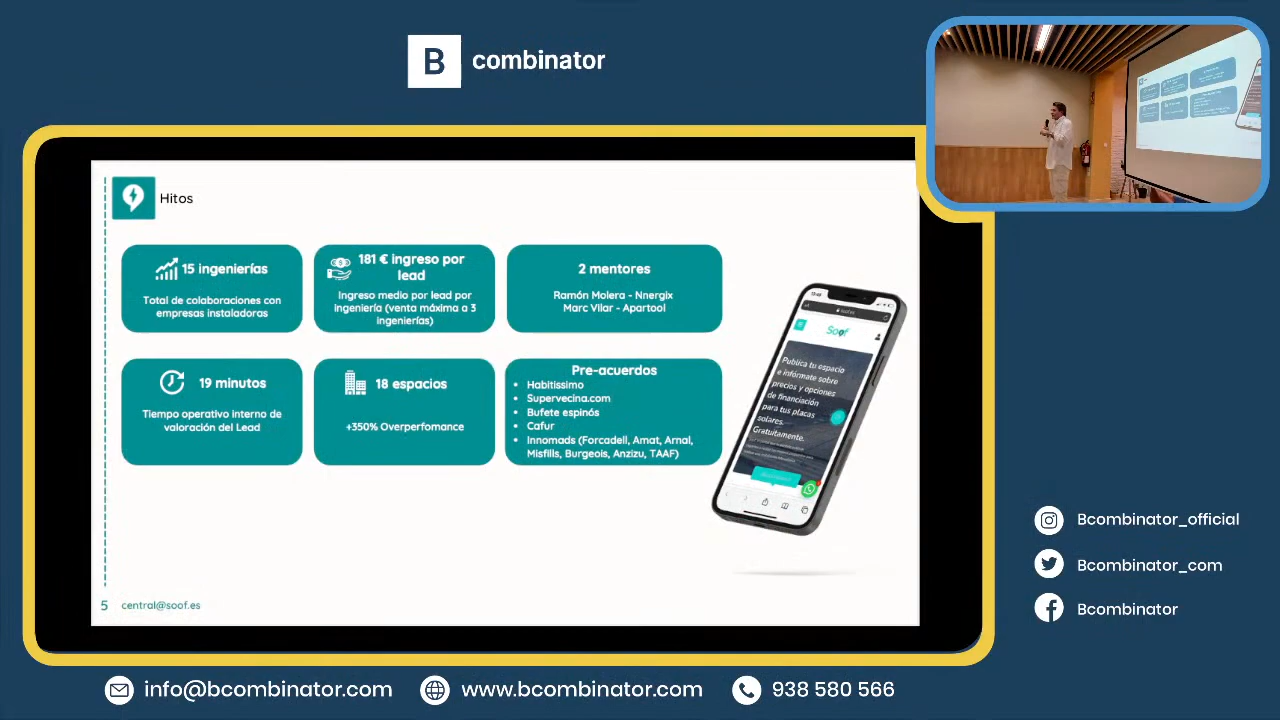 B combinator
Hitos
15 ingenierías
Total de colaboraciones con
empresas instaladoras
181 € ingreso por
lead
Ingreso medio por lead por
ingeniería (venta máxima a 3
ingenierías)
2 mentores
Ramón Molera - Nnergix
Marc Vilar - Apartool
19 minutos
Tiempo operativo interno de
valoración del Lead
18 espacios
+350% Overperfomance
Pre-acuerdos
• Habitissimo
• Supervecina.com
• Bufete espinós
• Cafur
• Innomads (Forcadell, Amat, Arnal,
Misfills, Burgeois, Anzizu, TAAF)
Soof
Publica tu espacio
e infórmate sobre
precios y opciones
de financiación
para tus placas
solares.
Gratuitamente.
5 central@soof.es
Bcombinator_official
Bcombinator_com
Bcombinator
info@bcombinator.com
www.bcombinator.com
938 580 566